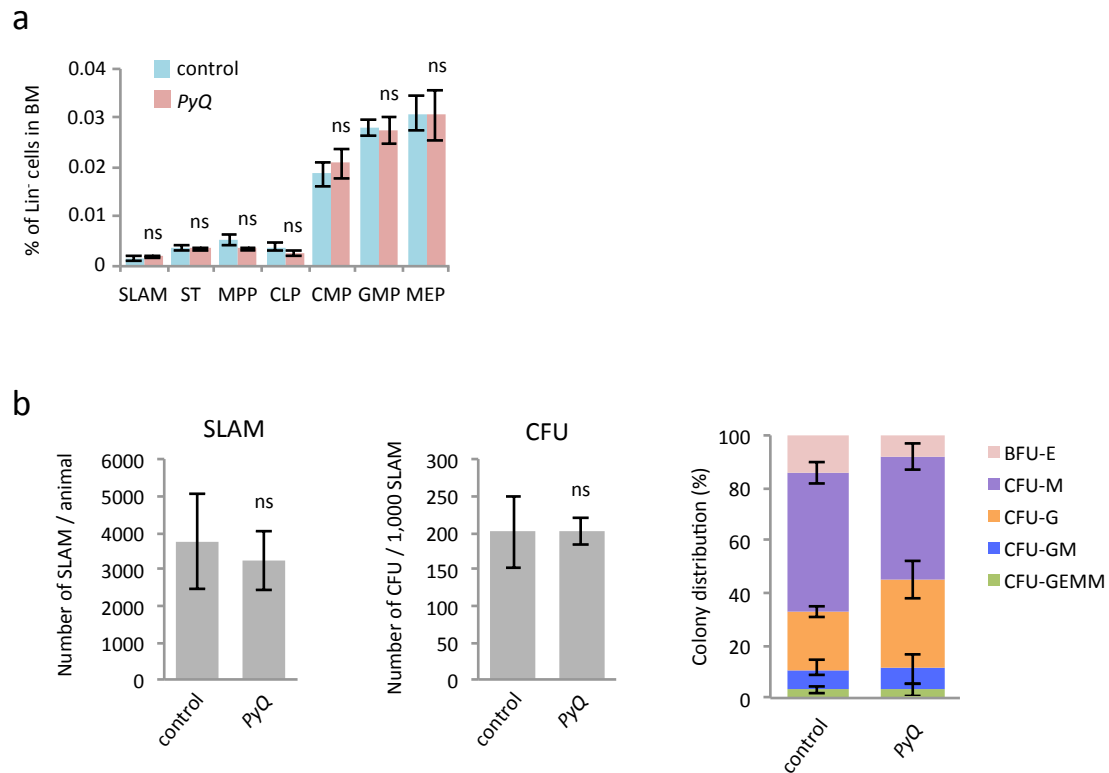 a
% of Lin⁻ cells in BM
0.04
0.03
0.02
0.01
0
control
PyQ
ns
ns
ns
ns
ns
ns
ns
SLAM ST MPP CLP CMP GMP MEP
b
SLAM
Number of SLAM / animal
6000
5000
4000
3000
2000
1000
0
ns
control PyQ
CFU
Number of CFU / 1,000 SLAM
300
250
200
150
100
50
0
ns
control PyQ
Colony distribution (%)
100
80
60
40
20
0
control PyQ
BFU-E
CFU-M
CFU-G
CFU-GM
CFU-GEMM